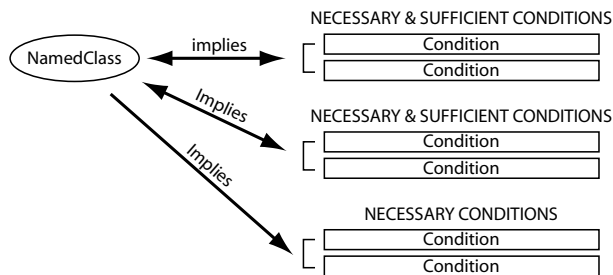 NECESSARY & SUFFICIENT CONDITIONS
NamedClass
implies
Condition
Condition
Implies
NECESSARY & SUFFICIENT CONDITIONS
Condition
Condition
Implies
NECESSARY CONDITIONS
Condition
Condition